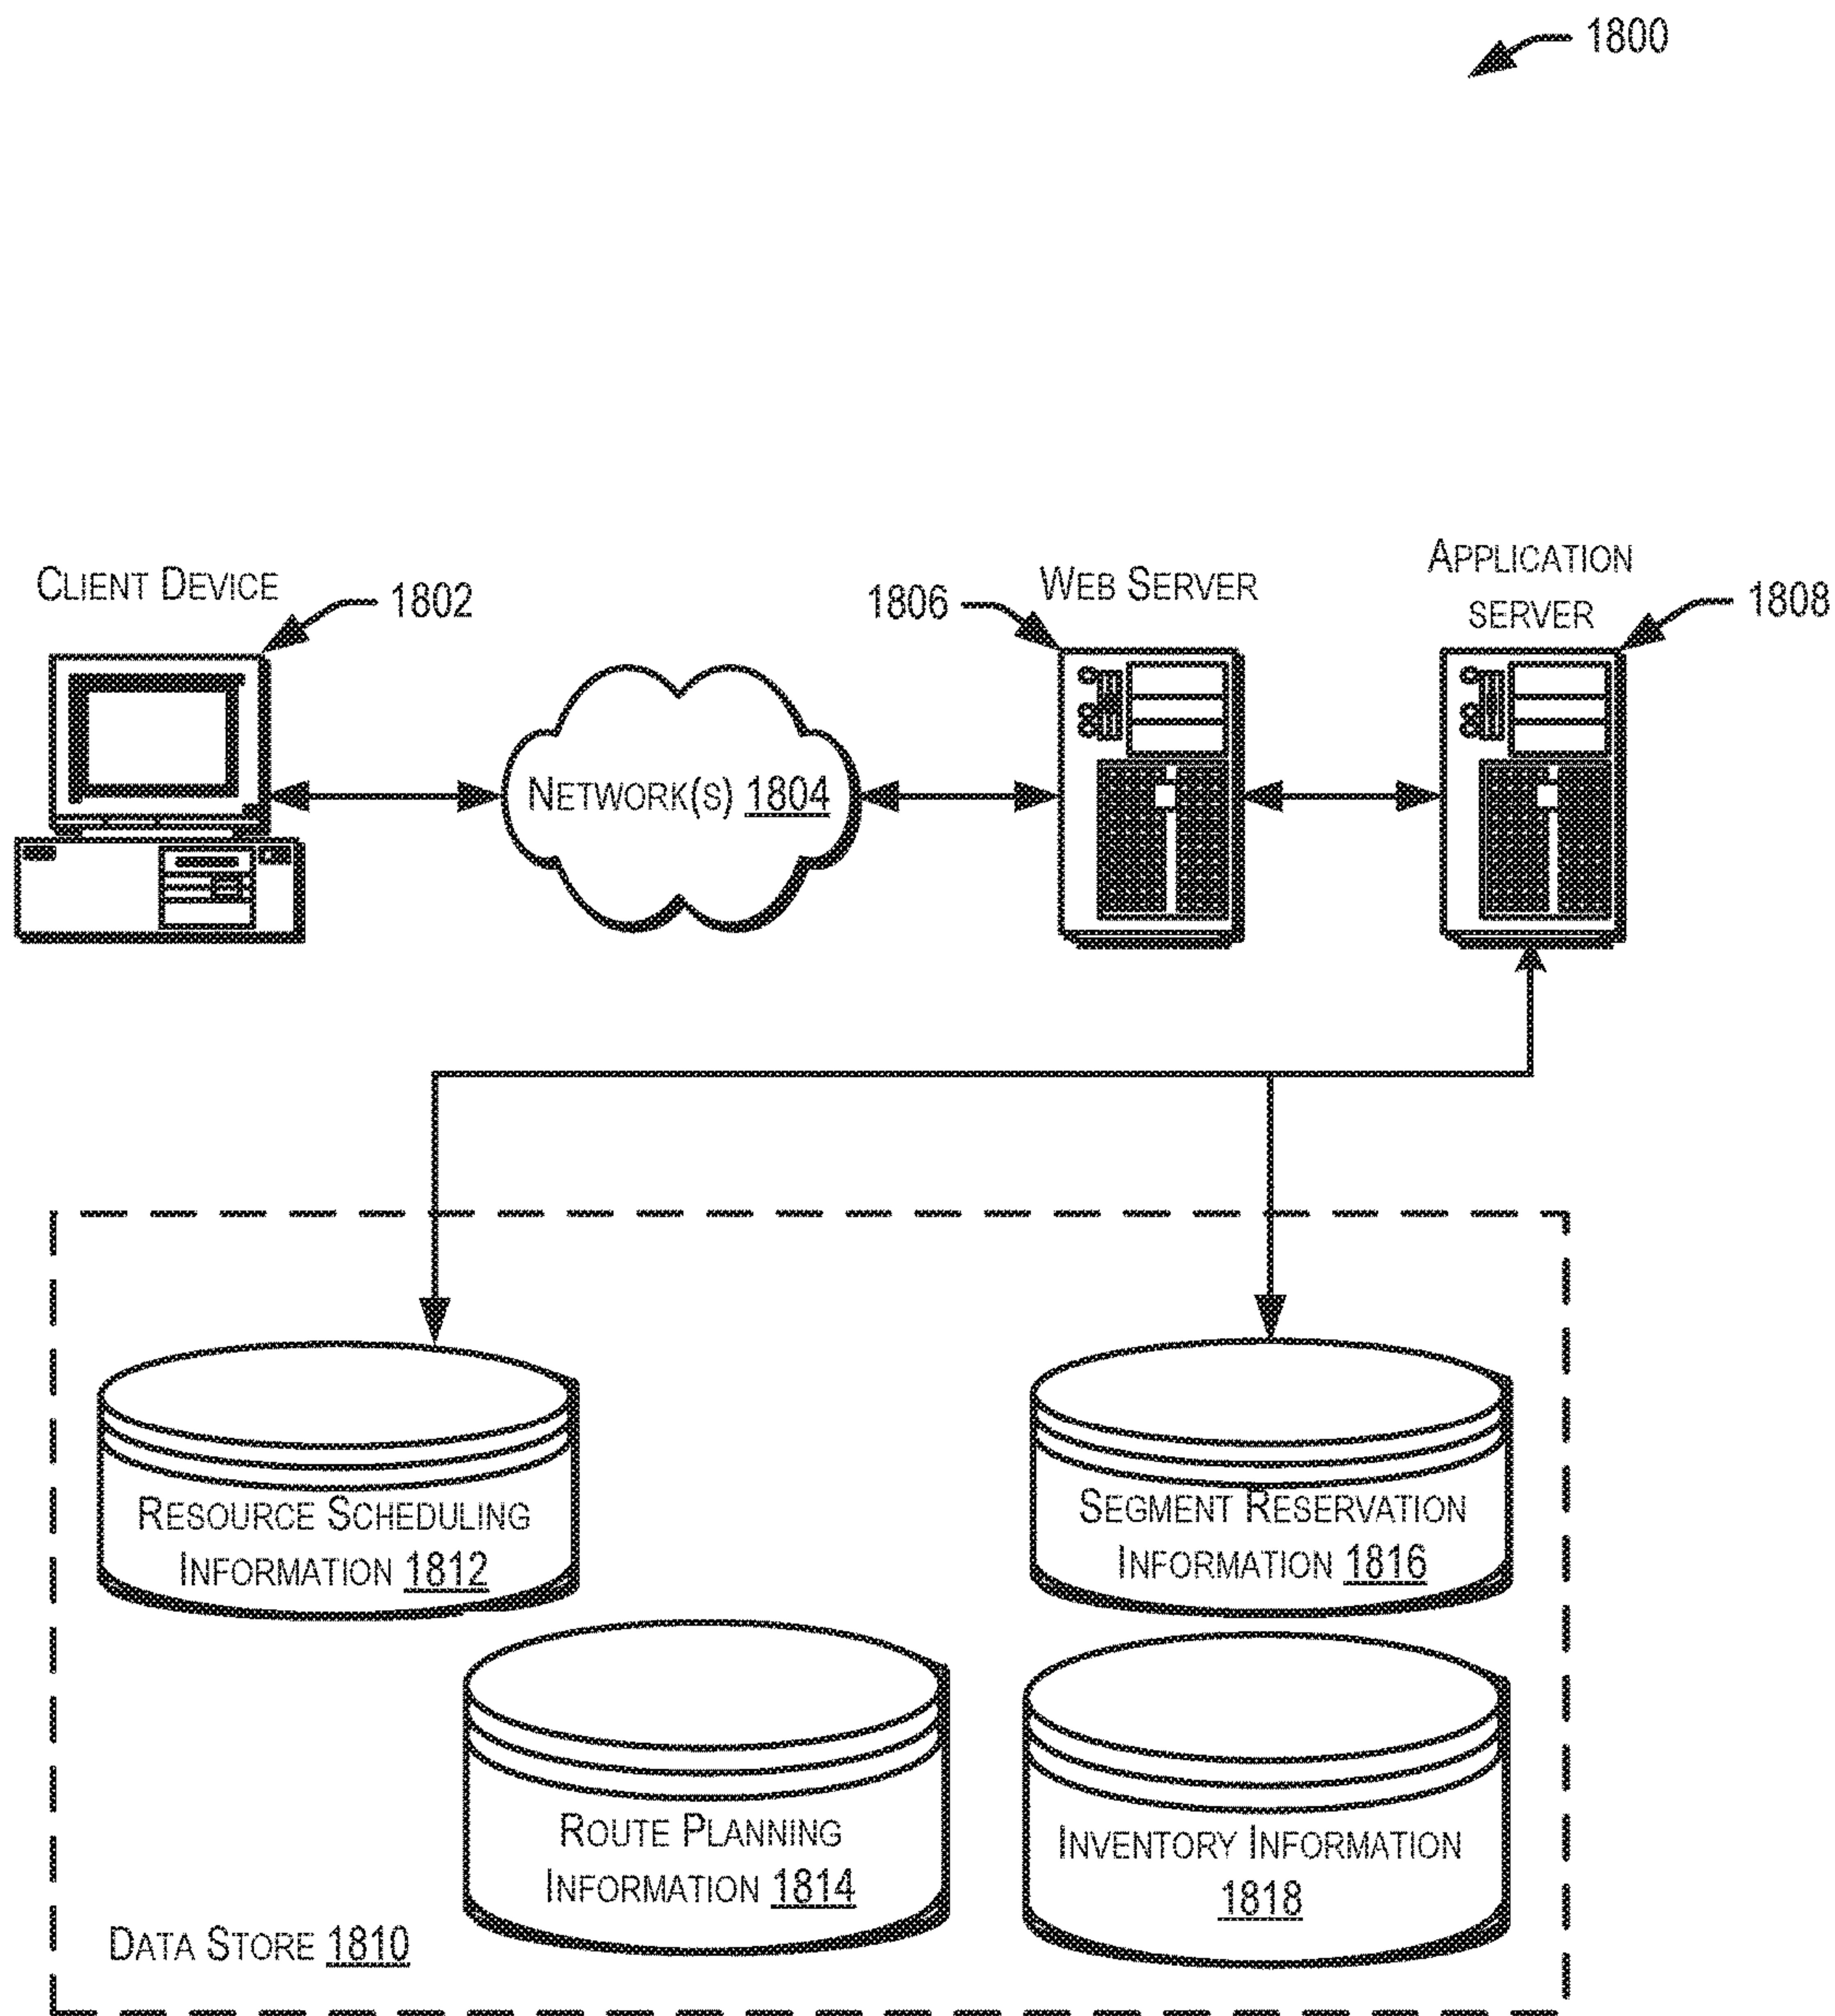 1800
CLIENT DEVICE
1802
NETWORK(S) 1804
1806
WEB SERVER
APPLICATION
SERVER
1808
RESOURCE SCHEDULING
INFORMATION 1812
SEGMENT RESERVATION
INFORMATION 1816
ROUTE PLANNING
INFORMATION 1814
INVENTORY INFORMATION
1818
DATA STORE 1810